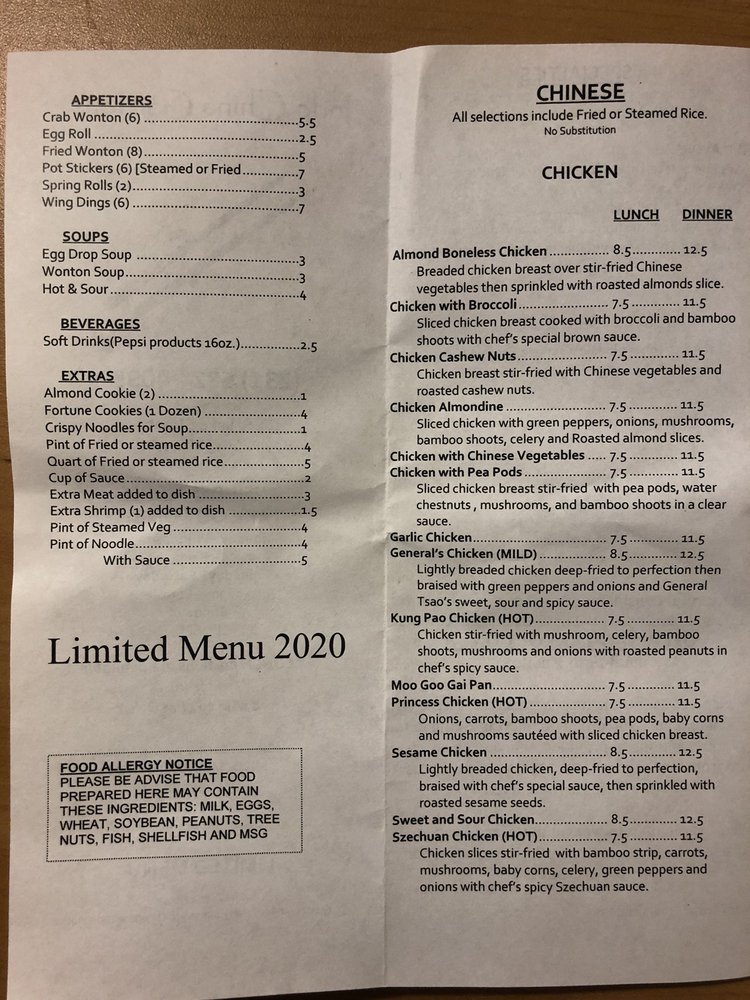 APPETIZERS
Crab Wonton (6) ........................................5.5
Egg Roll ........................................2.5
Fried Wonton (8)........................................5
Pot Stickers (6) [Steamed or Fried..............7
Spring Rolls (2)........................................3
Wing Dings (6) ........................................7
SOUPS
Egg Drop Soup ........................................3
Wonton Soup........................................3
Hot & Sour........................................4
BEVERAGES
Soft Drinks(Pepsi products 16oz.)....................2.5
EXTRAS
Almond Cookie (2) ........................................1
Fortune Cookies (1 Dozen) ..............................4
Crispy Noodles for Soup..............................1
Pint of Fried or steamed rice..............................4
Quart of Fried or steamed rice..............................5
Cup of Sauce........................................2
Extra Meat added to dish ..............................3
Extra Shrimp (1) added to dish ....................1.5
Pint of Steamed Veg ..............................4
Pint of Noodle........................................4
With Sauce ..............................5
Limited Menu 2020
FOOD ALLERGY NOTICE
PLEASE BE ADVISE THAT FOOD
PREPARED HERE MAY CONTAIN
THESE INGREDIENTS: MILK, EGGS,
WHEAT, SOYBEAN, PEANUTS, TREE
NUTS, FISH, SHELLFISH AND MSG
CHINESE
All selections include Fried or Steamed Rice.
No Substitution
CHICKEN
LUNCH DINNER
Almond Boneless Chicken ............... 8.5............ 12.5
Breaded chicken breast over stir-fried Chinese
vegetables then sprinkled with roasted almonds slice.
Chicken with Broccoli...................... 7.5 ............ 11.5
Sliced chicken breast cooked with broccoli and bamboo
shoots with chef's special brown sauce.
Chicken Cashew Nuts...................... 7.5 ............ 11.5
Chicken breast stir-fried with Chinese vegetables and
roasted cashew nuts.
Chicken Almondine ........................ 7.5 ............ 11.5
Sliced chicken with green peppers, onions, mushrooms,
bamboo shoots, celery and Roasted almond slices.
Chicken with Chinese Vegetables ..... 7.5 ............ 11.5
Chicken with Pea Pods .................... 7.5 ............ 11.5
Sliced chicken breast stir-fried with pea pods, water
chestnuts , mushrooms, and bamboo shoots in a clear
sauce.
Garlic Chicken................................. 7.5 ............ 11.5
General's Chicken (MILD) ................ 8.5............ 12.5
Lightly breaded chicken deep-fried to perfection then
braised with green peppers and onions and General
Tsao's sweet, sour and spicy sauce.
Kung Pao Chicken (HOT)................. 7.5 ............ 11.5
Chicken stir-fried with mushroom, celery, bamboo
shoots, mushrooms and onions with roasted peanuts in
chef's spicy sauce.
Moo Goo Gai Pan............................ 7.5 ............ 11.5
Princess Chicken (HOT)................... 7.5 ............ 11.5
Onions, carrots, bamboo shoots, pea pods, baby corns
and mushrooms sautéed with sliced chicken breast.
Sesame Chicken ............................. 8.5............ 12.5
Lightly breaded chicken, deep-fried to perfection,
braised with chef's special sauce, then sprinkled with
roasted sesame seeds.
Sweet and Sour Chicken.................. 8.5............ 12.5
Szechuan Chicken (HOT)................. 7.5 ............ 11.5
Chicken slices stir-fried with bamboo strip, carrots,
mushrooms, baby corns, celery, green peppers and
onions with chef's spicy Szechuan sauce.